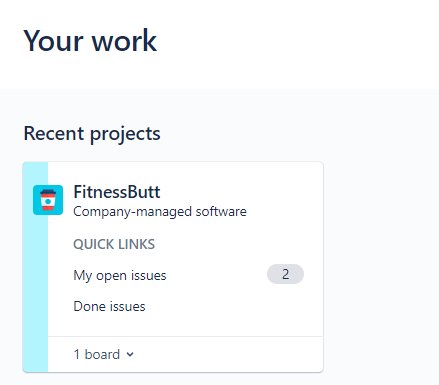 Your work
Recent projects
FitnessButt
Company-managed software
QUICK LINKS
My open issues 2
Done issues
1 board